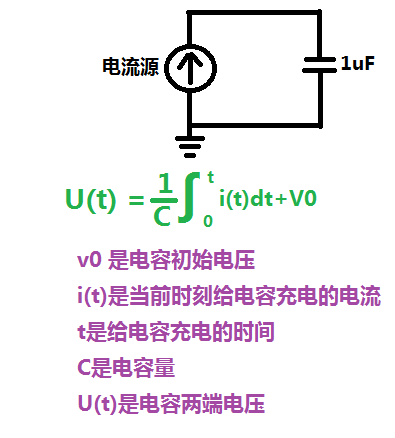 电流源
1uF
U(t) = 1/C ∫₀ᵗ i(t)dt+V0
v0 是电容初始电压
i(t)是当前时刻给电容充电的电流
t是给电容充电的时间
C是电容量
U(t)是电容两端电压